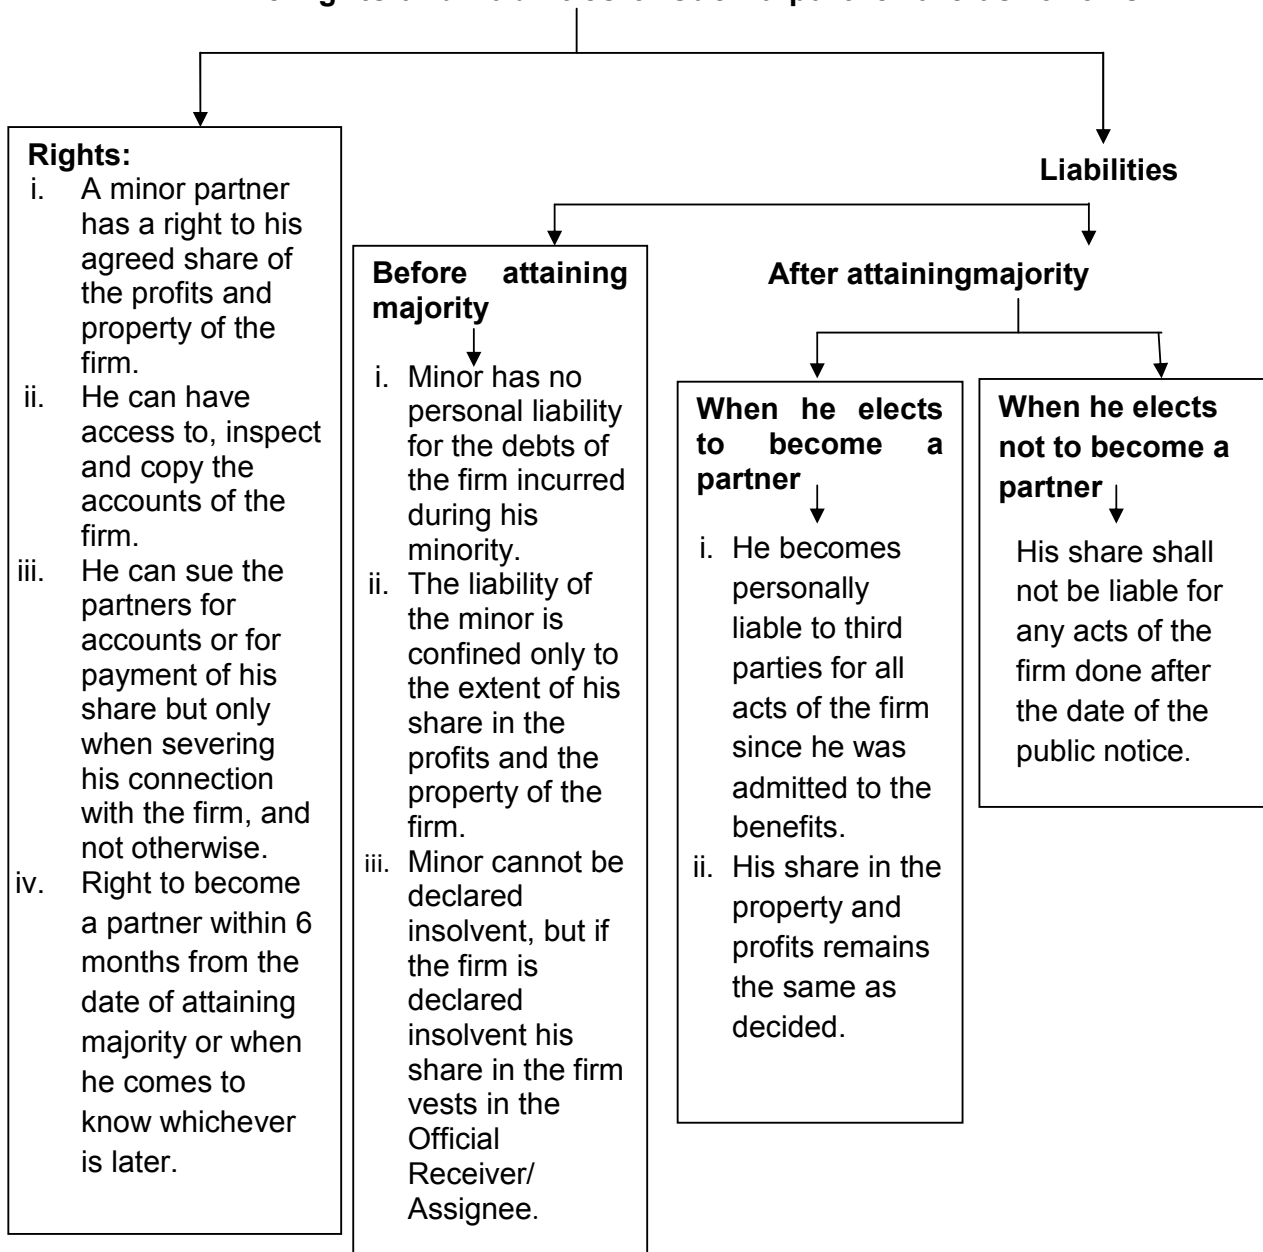 Rights:
i. A minor partner
has a right to his
agreed share of
the profits and
property of the
firm.
ii. He can have
access to, inspect
and copy the
accounts of the
firm.
iii. He can sue the
partners for
accounts or for
payment of his
share but only
when severing
his connection
with the firm, and
not otherwise.
iv. Right to become
a partner within 6
months from the
date of attaining
majority or when
he comes to
know whichever
is later.
Liabilities
Before attaining
majority
i. Minor has no
personal liability
for the debts of
the firm incurred
during his
minority.
ii. The liability of
the minor is
confined only to
the extent of his
share in the
profits and the
property of the
firm.
iii. Minor cannot be
declared
insolvent, but if
the firm is
declared
insolvent his
share in the firm
vests in the
Official
Receiver/
Assignee.
After attainingmajority
When he elects
to become a
partner
i. He becomes
personally
liable to third
parties for all
acts of the firm
since he was
admitted to the
benefits.
ii. His share in the
property and
profits remains
the same as
decided.
When he elects
not to become a
partner
His share shall
not be liable for
any acts of the
firm done after
the date of the
public notice.